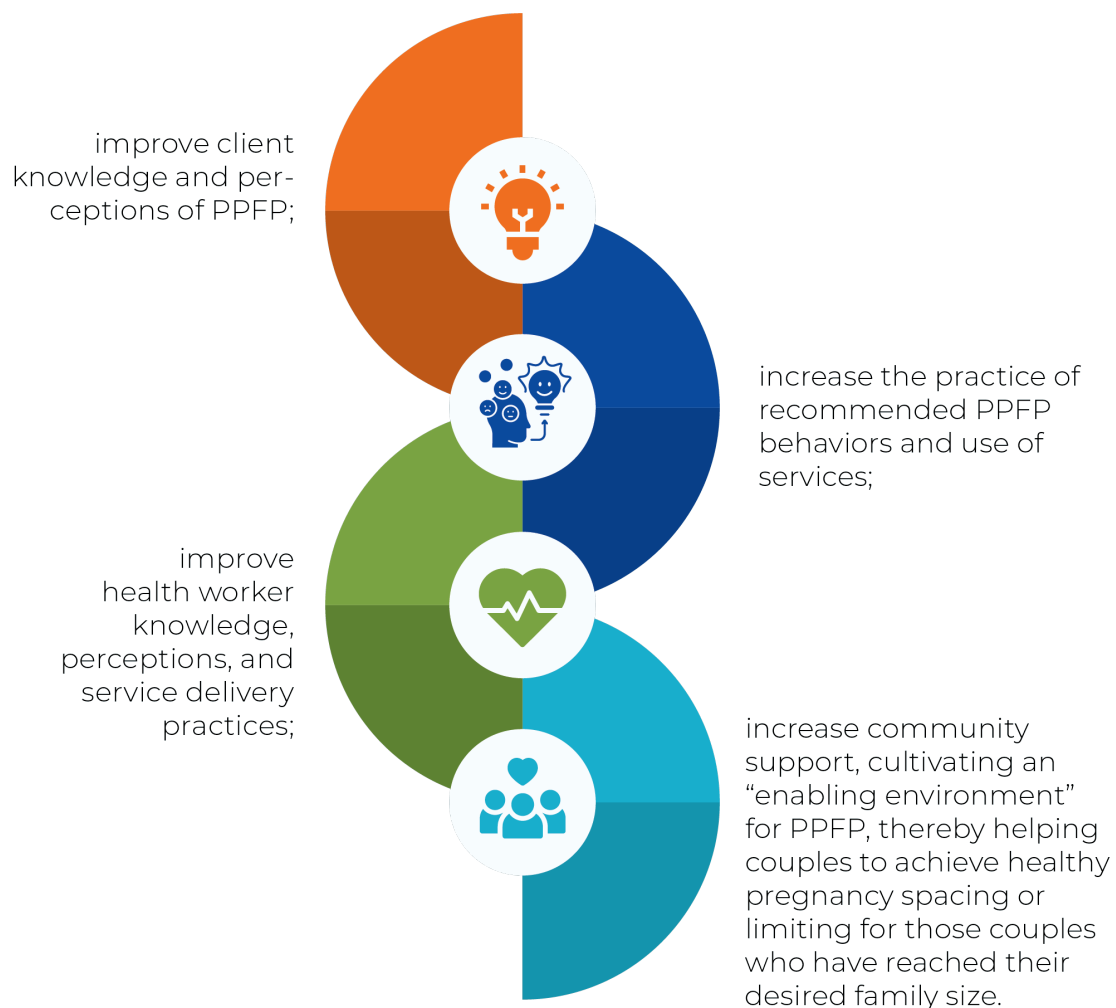 improve client
knowledge and per-
ceptions of PPFP;
increase the practice of
recommended PPFP
behaviors and use of
services;
improve
health worker
knowledge,
perceptions, and
service delivery
practices;
increase community
support, cultivating an
“enabling environment”
for PPFP, thereby helping
couples to achieve healthy
pregnancy spacing or
limiting for those couples
who have reached their
desired family size.